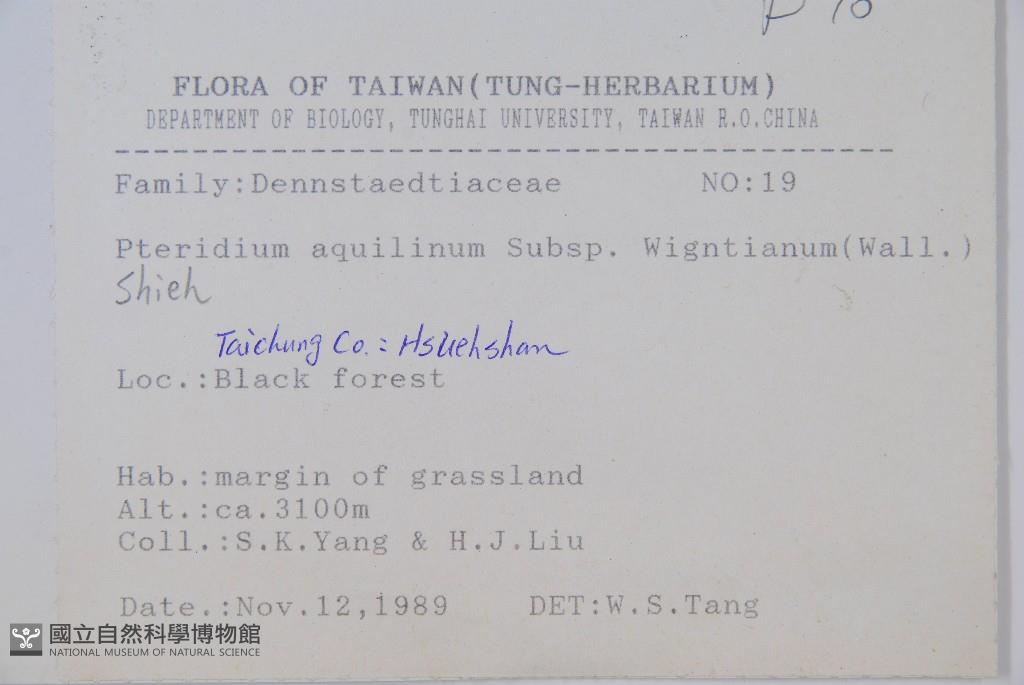 FLORA OF TAIWAN(TUNG-HERBARIUM)
DEPARTMENT OF BIOLOGY, TUNGHAI UNIVERSITY, TAIWAN R.O.CHINA
----------------------------------------
Family:Dennstaedtiaceae NO:19
Pteridium aquilinum Subsp. Wigntianum(Wall.)
Shieh
Taichung Co.: Hsuehshan
Loc.:Black forest
Hab.:margin of grassland
Alt.:ca.3100m
Coll.:S.K.Yang & H.J.Liu
Date.:Nov.12,1989 DET:W.S.Tang
國立自然科學博物館
NATIONAL MUSEUM OF NATURAL SCIENCE